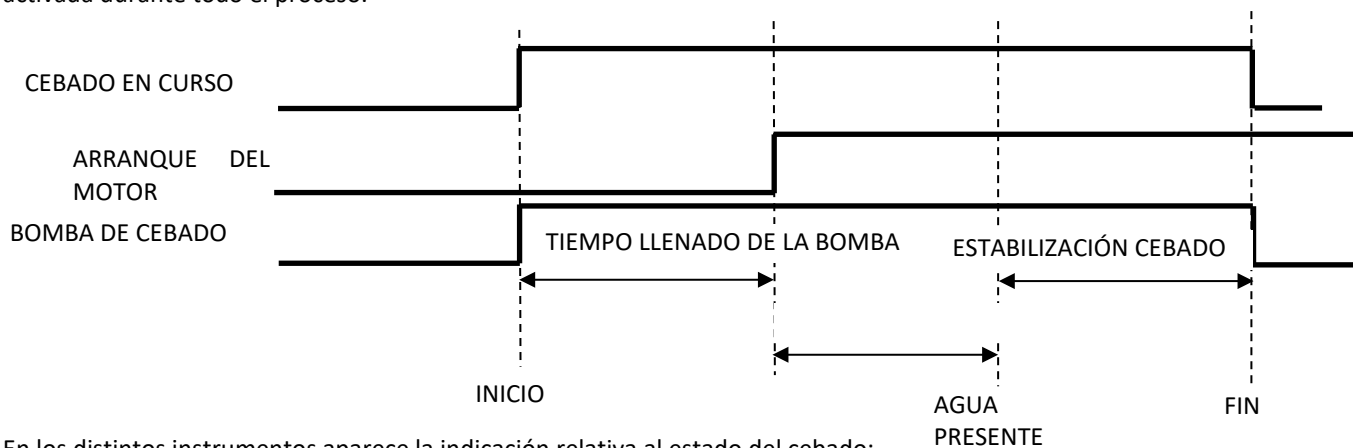 activada durante todo el proceso.
CEBADO EN CURSO
ARRANQUE DEL
MOTOR
BOMBA DE CEBADO
TIEMPO LLENADO DE LA BOMBA
ESTABILIZACIÓN CEBADO
INICIO
AGUA
PRESENTE
FIN
En los distintos instrumentos aparece la indicación relativa al estado del cebado: